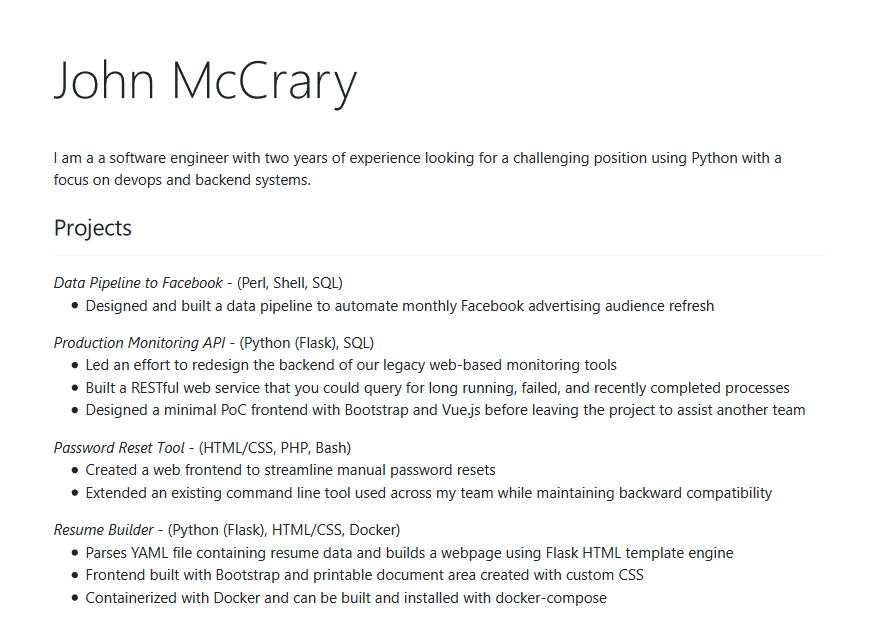 John McCrary
I am a a software engineer with two years of experience looking for a challenging position using Python with a
focus on devops and backend systems.
Projects
Data Pipeline to Facebook - (Perl, Shell, SQL)
• Designed and built a data pipeline to automate monthly Facebook advertising audience refresh
Production Monitoring API - (Python (Flask), SQL)
• Led an effort to redesign the backend of our legacy web-based monitoring tools
• Built a RESTful web service that you could query for long running, failed, and recently completed processes
• Designed a minimal PoC frontend with Bootstrap and Vue.js before leaving the project to assist another team
Password Reset Tool - (HTML/CSS, PHP, Bash)
• Created a web frontend to streamline manual password resets
• Extended an existing command line tool used across my team while maintaining backward compatibility
Resume Builder - (Python (Flask), HTML/CSS, Docker)
• Parses YAML file containing resume data and builds a webpage using Flask HTML template engine
• Frontend built with Bootstrap and printable document area created with custom CSS
• Containerized with Docker and can be built and installed with docker-compose